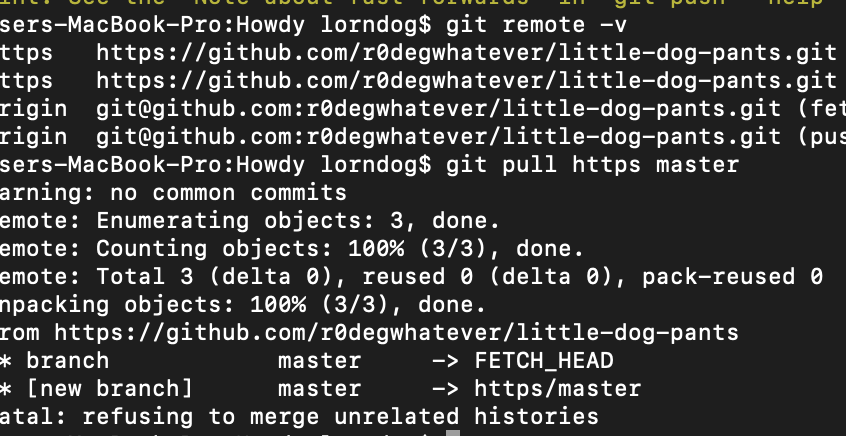 int: See the 'Note about fast-forwards' in 'git push --help
sers-MacBook-Pro:Howdy lorndog$ git remote -v
ttps https://github.com/r0degwhatever/little-dog-pants.git
ttps https://github.com/r0degwhatever/little-dog-pants.git
rigin git@github.com:r0degwhatever/little-dog-pants.git (fet
rigin git@github.com:r0degwhatever/little-dog-pants.git (pus
sers-MacBook-Pro:Howdy lorndog$ git pull https master
arning: no common commits
emote: Enumerating objects: 3, done.
emote: Counting objects: 100% (3/3), done.
emote: Total 3 (delta 0), reused 0 (delta 0), pack-reused 0
npacking objects: 100% (3/3), done.
rom https://github.com/r0degwhatever/little-dog-pants
* branch master -> FETCH_HEAD
* [new branch] master -> https/master
atal: refusing to merge unrelated histories